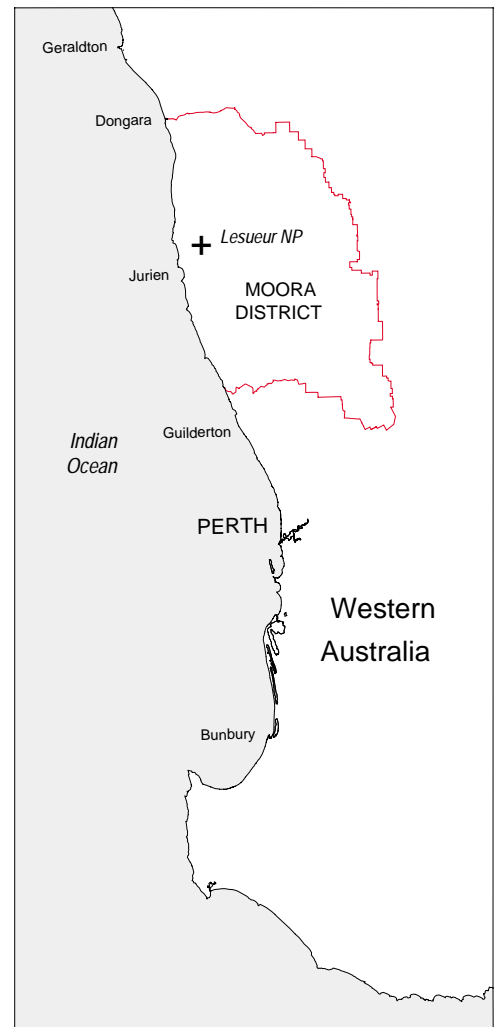 Geraldton
Dongara
Lesueur NP
Jurien
MOORA
DISTRICT
Guilderton
Indian
Ocean
PERTH
Western
Australia
Bunbury